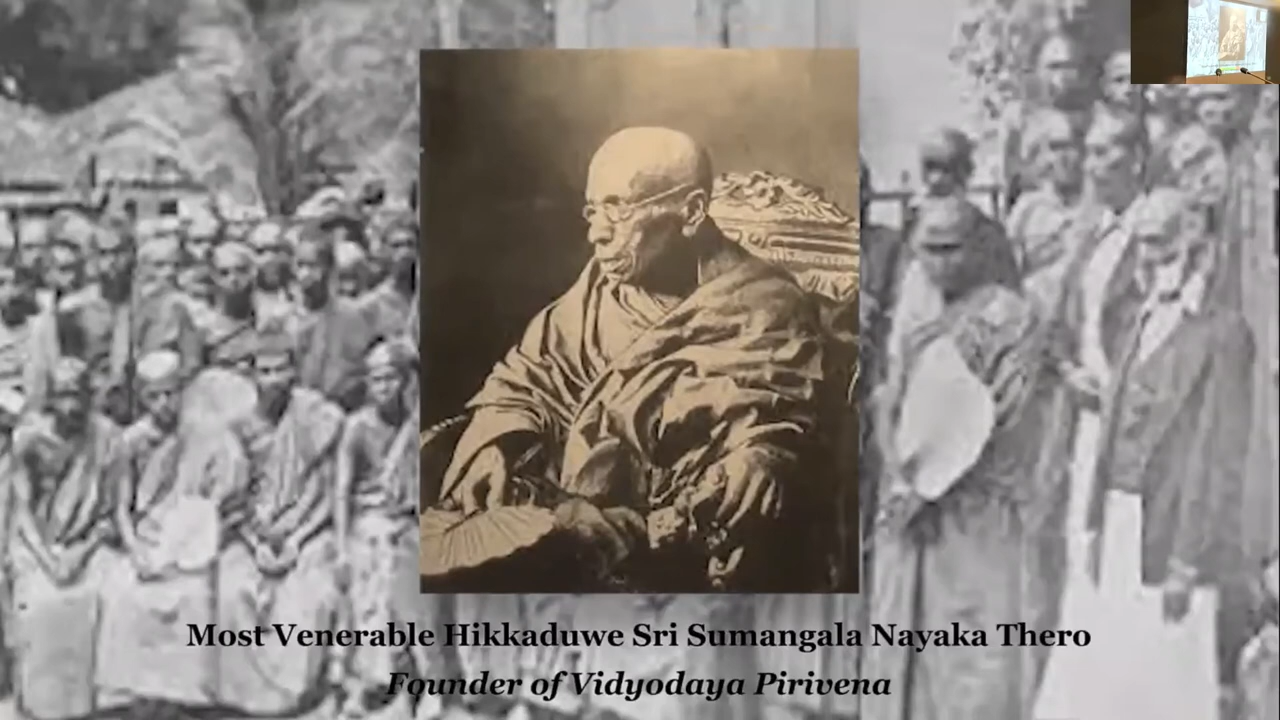 Most Venerable Hikkaduwe Sri Sumangala Nayaka Thero
Founder of Vidyodaya Pirivena